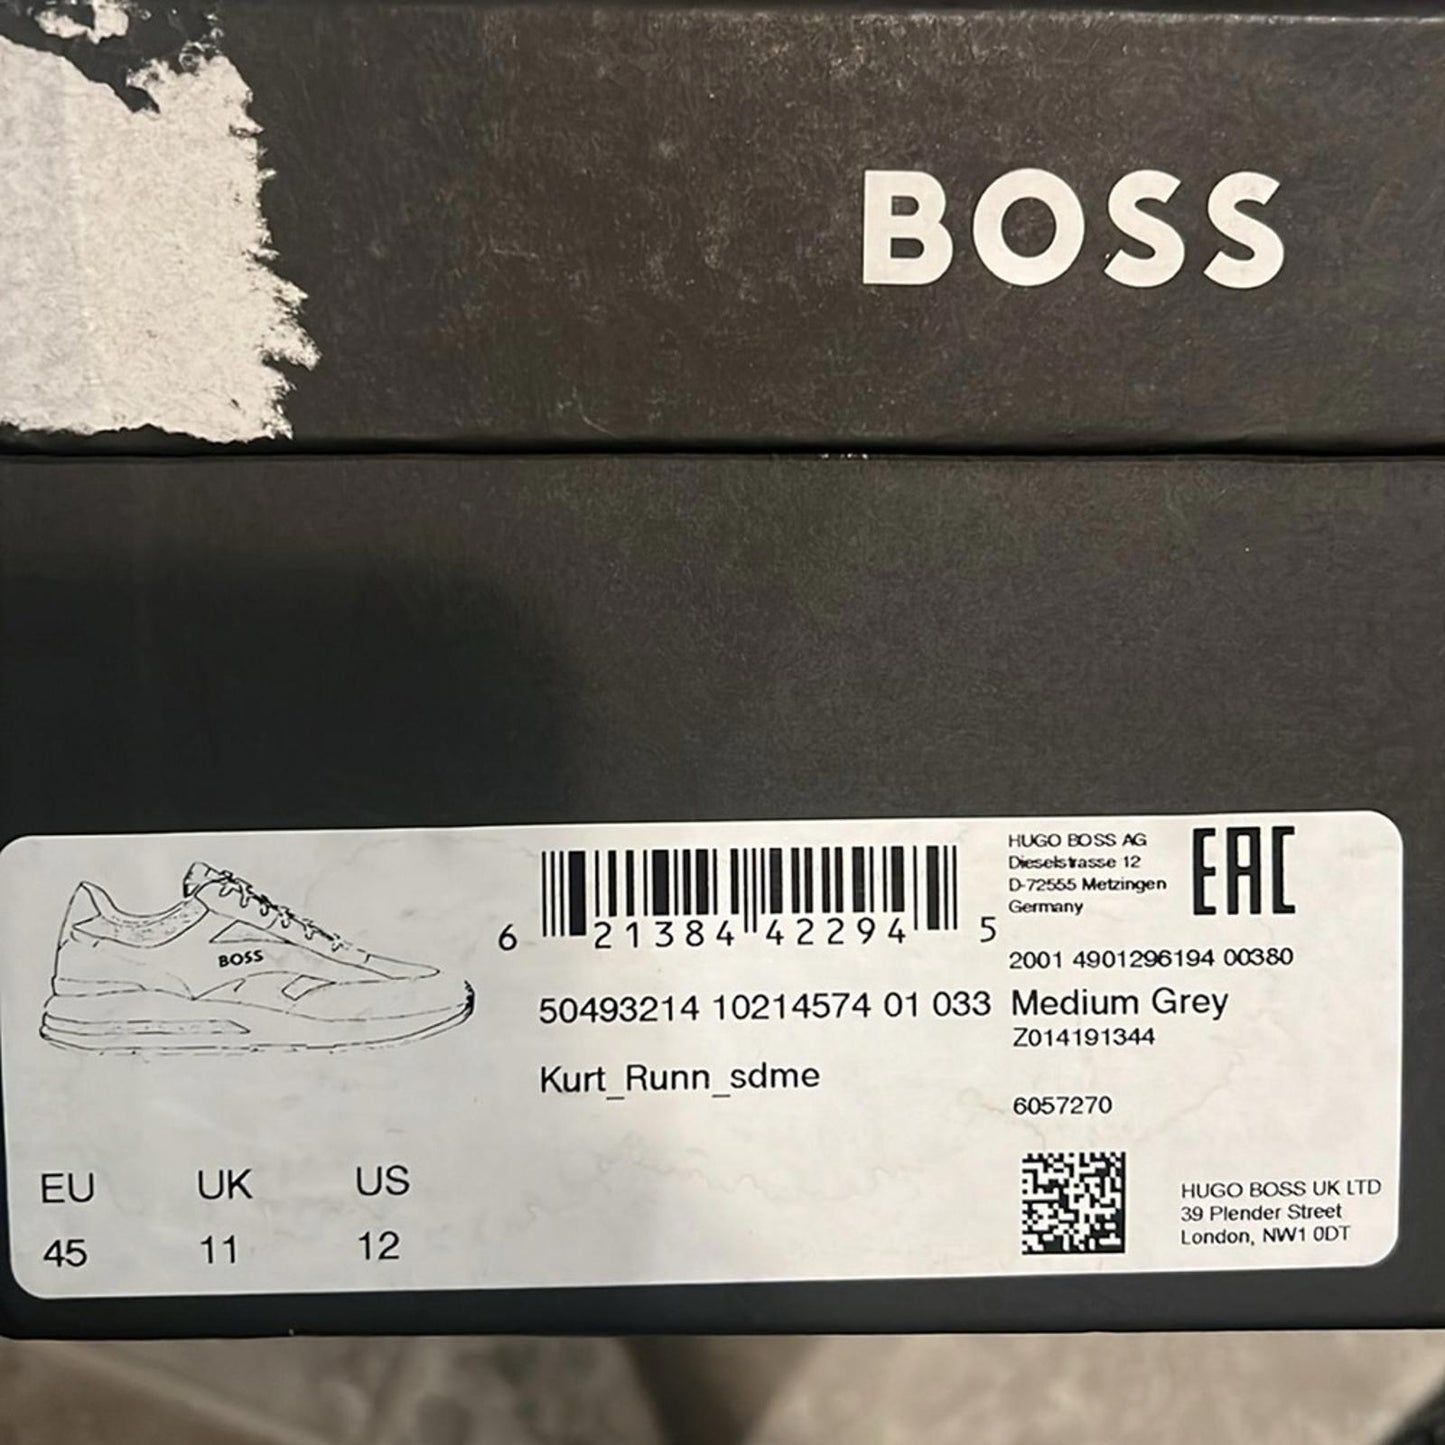 BOSS
BOSS
6 21384 42294 5
50493214 10214574 01 033
Kurt_Runn_sdme
HUGO BOSS AG
Dieselstrasse 12
D-72555 Metzingen
Germany
EAC
2001 4901296194 00380
Medium Grey
Z014191344
6057270
EU UK US
45 11 12
HUGO BOSS UK LTD
39 Plender Street
London, NW1 0DT